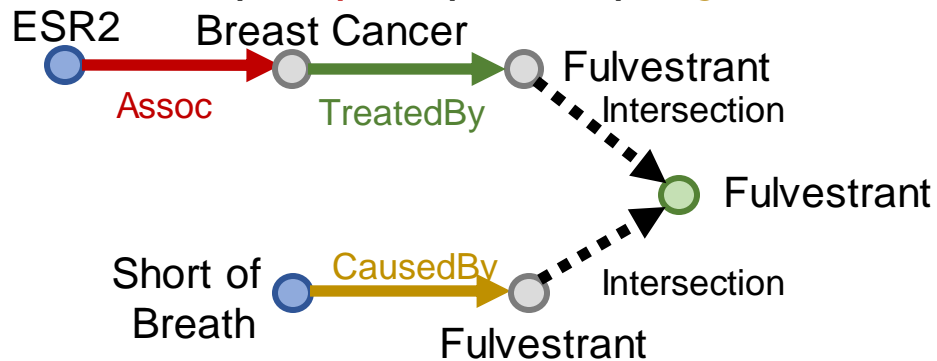 ESR2
Breast Cancer
Fulvestrant
Assoc
TreatedBy
Intersection
Fulvestrant
Short of
Breath
CausedBy
Intersection
Fulvestrant